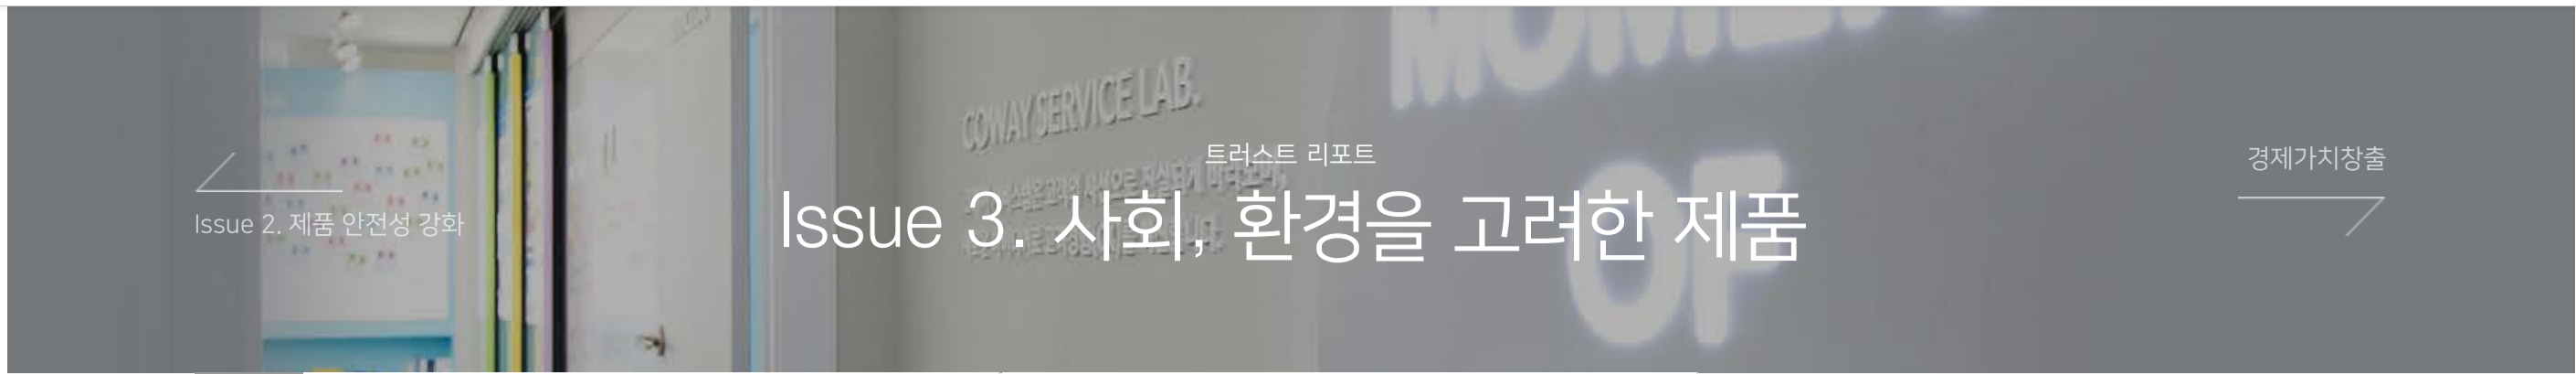 COWAY SERVICE LAB.
트러스트 리포트
Issue 3. 사회, 환경을 고려한 제품
Issue 2. 제품 안전성 강화
경제가치창출
OF